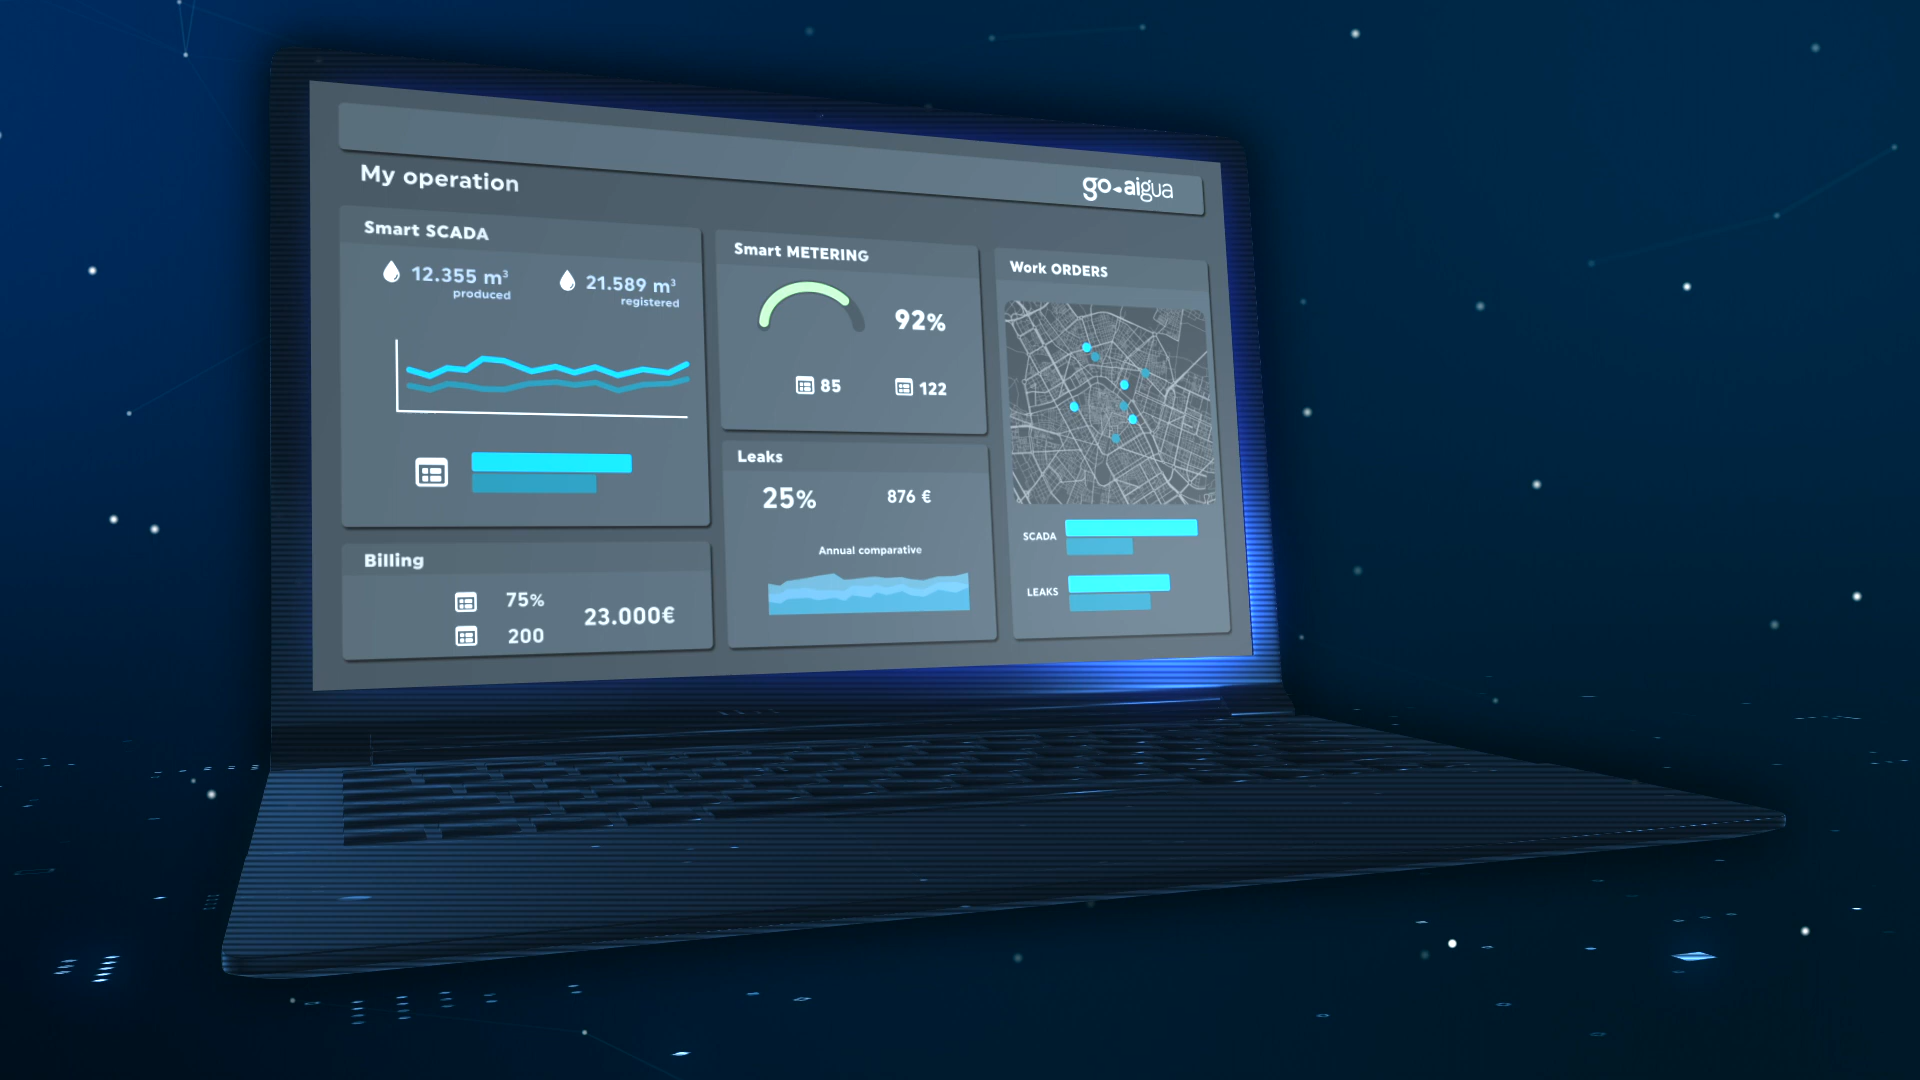 go·aigua
My operation
Smart SCADA
12.355 m³
produced
21.589 m³
registered
Billing
75%
200
23.000€
Smart METERING
92%
85
122
Leaks
25%
876 €
Annual comparative
Work ORDERS
SCADA
LEAKS